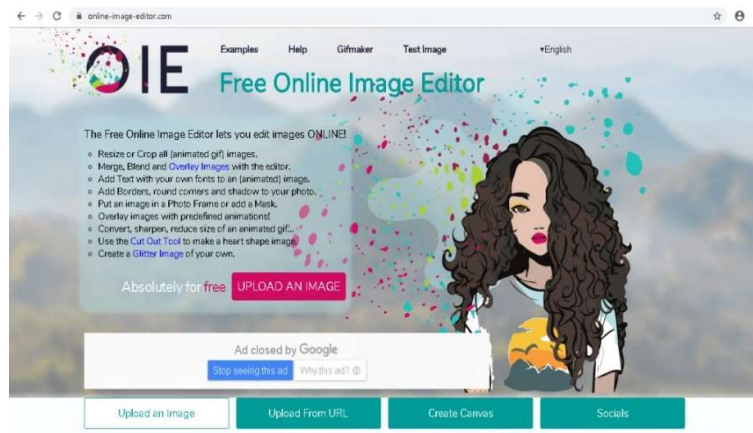 online-image-editor.com
OIE
Examples Help Gifmaker Test Image ▾English
Free Online Image Editor
The Free Online Image Editor lets you edit images ONLINE!
Resize or Crop all (animated gif) images.
Merge, Blend and Overlay Images with the editor.
Add Text with your own fonts to an (animated) image.
Add Borders, round corners and shadow to your photo.
Put an image in a Photo Frame or add a Mask.
Overlay images with predefined animations!
Convert, sharpen, reduce size of an animated gif...
Use the Cut Out Tool to make a heart shape image.
Create a Glitter Image of your own.
Absolutely for free UPLOAD AN IMAGE
Ad closed by Google
Stop seeing this ad Why this ad?
Upload an Image Upload From URL Create Canvas Socials